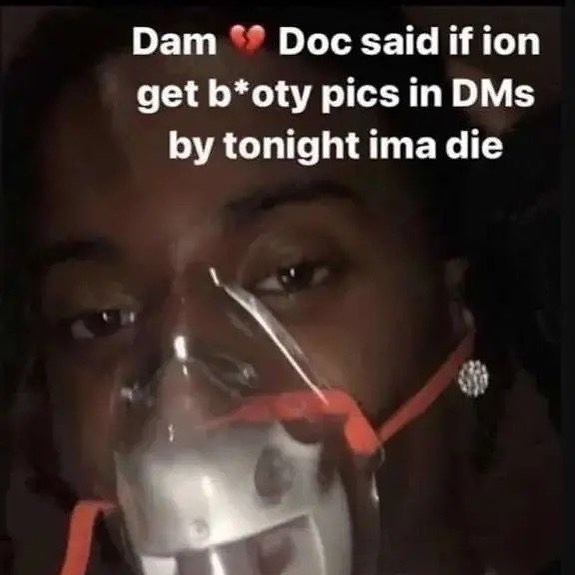 Dam 💔 Doc said if ion
get b*oty pics in DMs
by tonight ima die